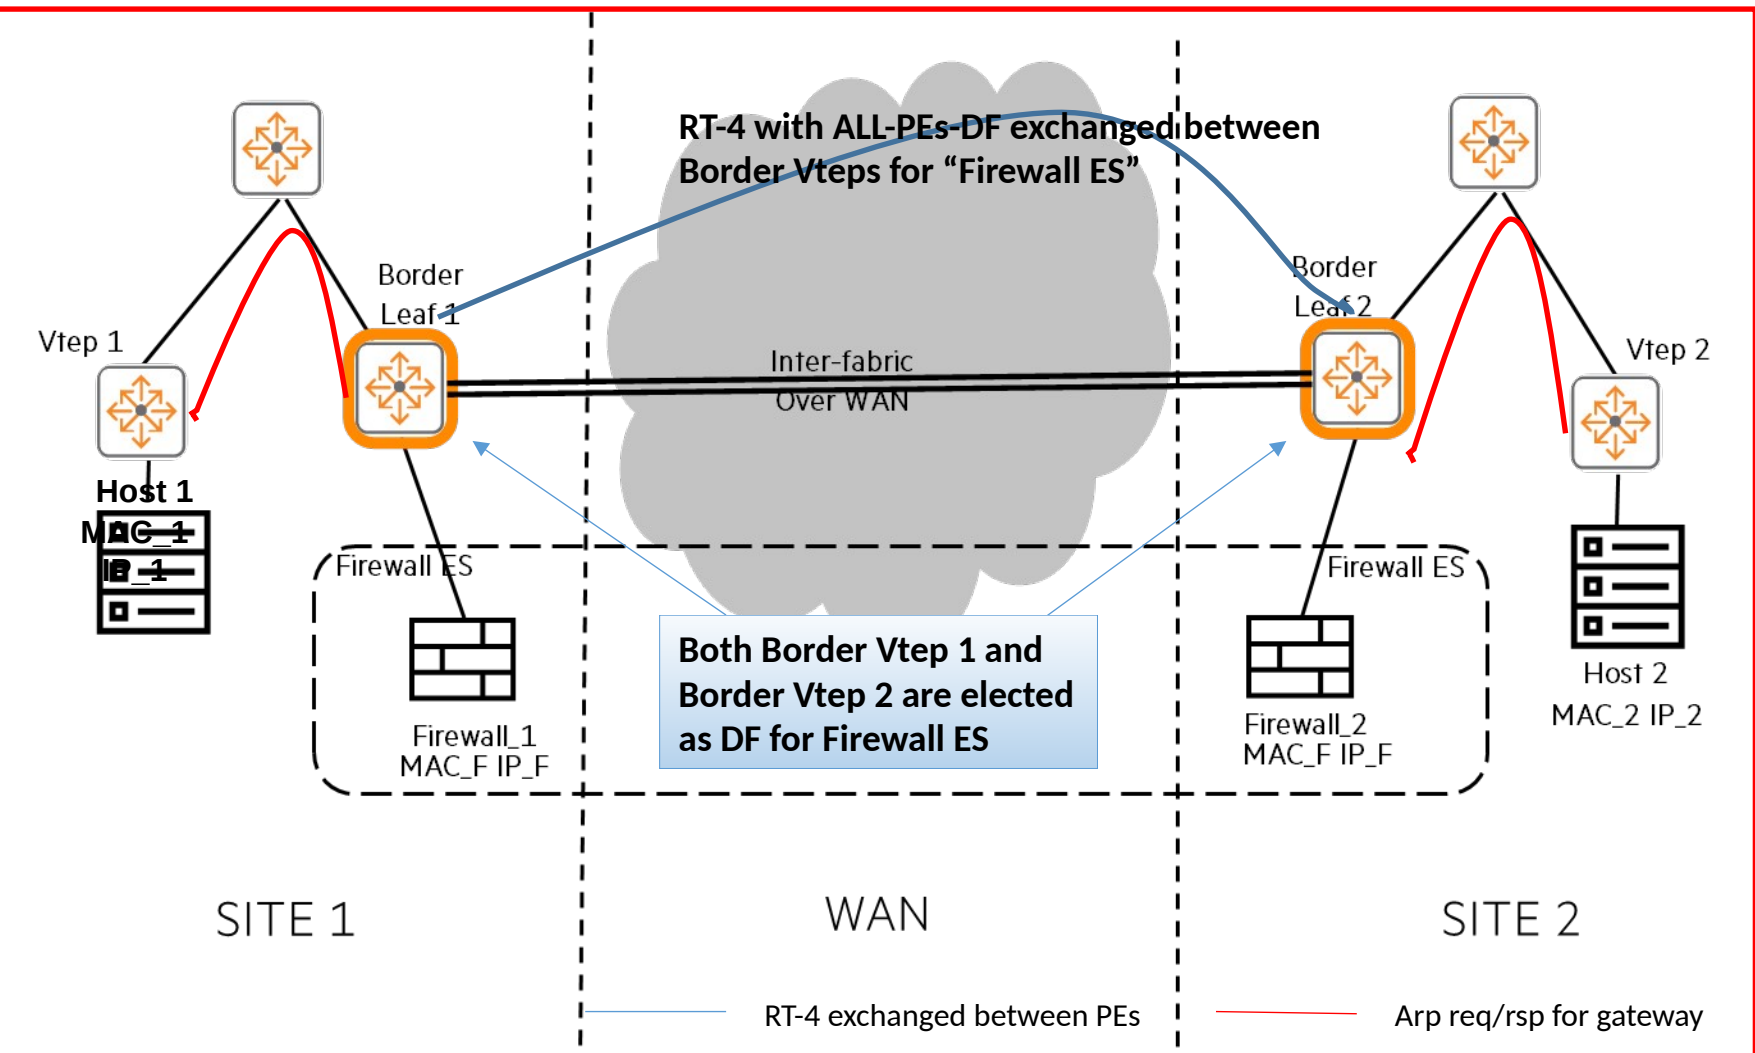 RT-4 with ALL-PEs-DF exchanged between
Border Vteps for “Firewall ES”
Border
Leaf 1
Border
Leaf 2
Vtep 1
Vtep 2
Inter-fabric
Over WAN
Host 1
MAC_1
IP_1
Firewall ES
Firewall ES
Both Border Vtep 1 and
Border Vtep 2 are elected
as DF for Firewall ES
Host 2
MAC_2 IP_2
Firewall_1
MAC_F IP_F
Firewall_2
MAC_F IP_F
SITE 1
WAN
SITE 2
RT-4 exchanged between PEs
Arp req/rsp for gateway